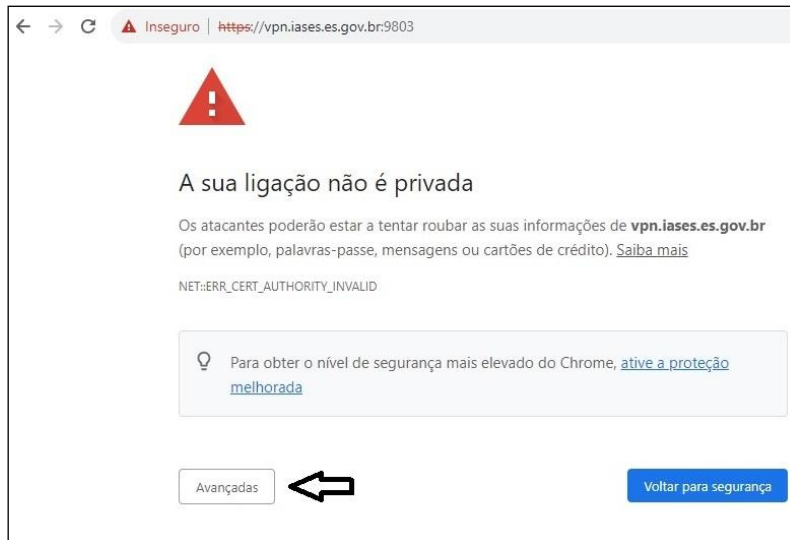 Inseguro | https://vpn.iases.es.gov.br:9803
A sua ligação não é privada
Os atacantes poderão estar a tentar roubar as suas informações de vpn.iases.es.gov.br
(por exemplo, palavras-passe, mensagens ou cartões de crédito). Saiba mais
NET::ERR_CERT_AUTHORITY_INVALID
Para obter o nível de segurança mais elevado do Chrome, ative a proteção
melhorada
Avançadas
Voltar para segurança